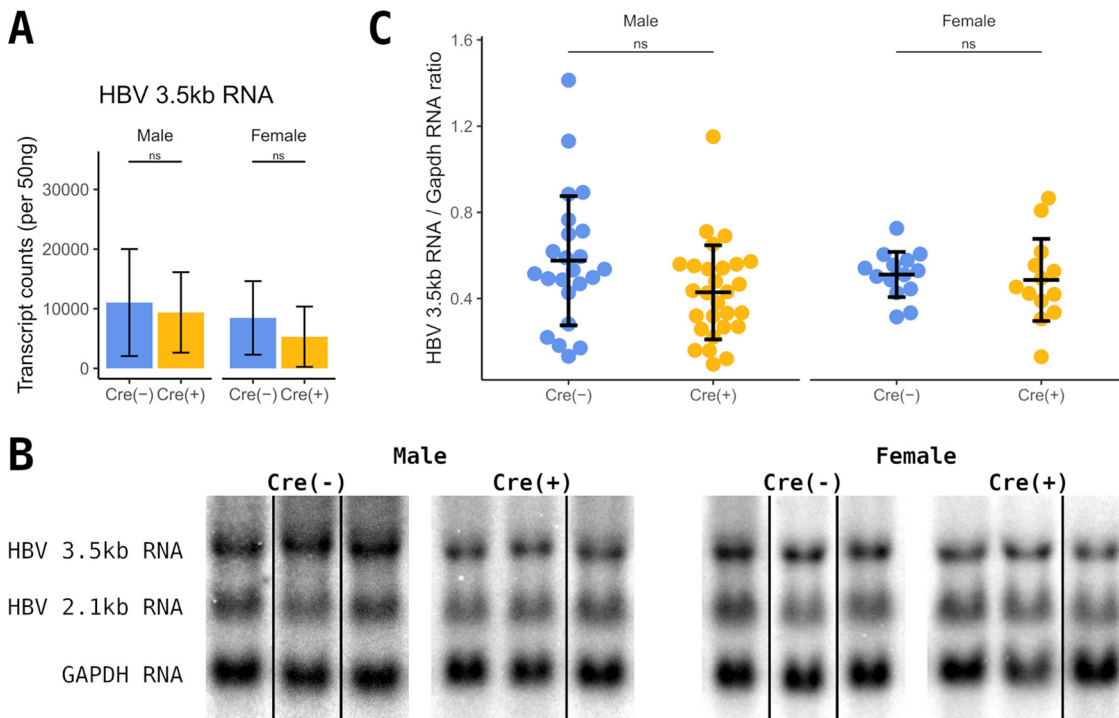 A
HBV 3.5kb RNA
Male Female
ns ns
Transcript counts (per 50ng)
30000
20000
10000
0
Cre(−) Cre(+) Cre(−) Cre(+)
C
Male Female
ns ns
HBV 3.5kb RNA / Gapdh RNA ratio
1.6
1.2
0.8
0.4
Cre(−) Cre(+) Cre(−) Cre(+)
B
Male Female
Cre(-) Cre(+) Cre(-) Cre(+)
HBV 3.5kb RNA
HBV 2.1kb RNA
GAPDH RNA